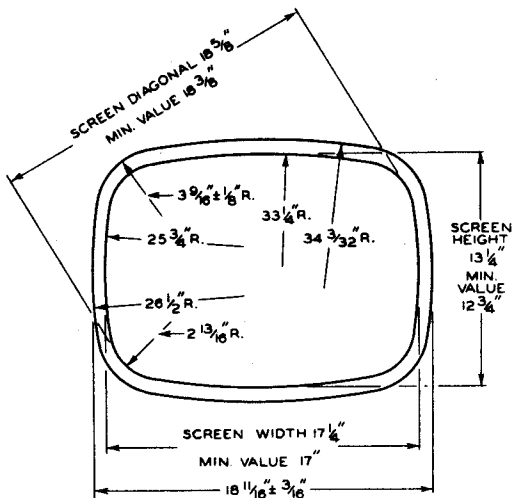 SCREEN DIAGONAL 18 5/8"
MIN. VALUE 18 3/8"
3 9/16"±1/8"R.
33 1/4"R.
34 3/32"R.
25 3/4"R.
26 1/2"R.
2 13/16"R.
SCREEN
HEIGHT
13 1/4"
MIN.
VALUE
12 3/4"
SCREEN WIDTH 17 1/4"
MIN. VALUE 17"
18 11/16"± 3/16"